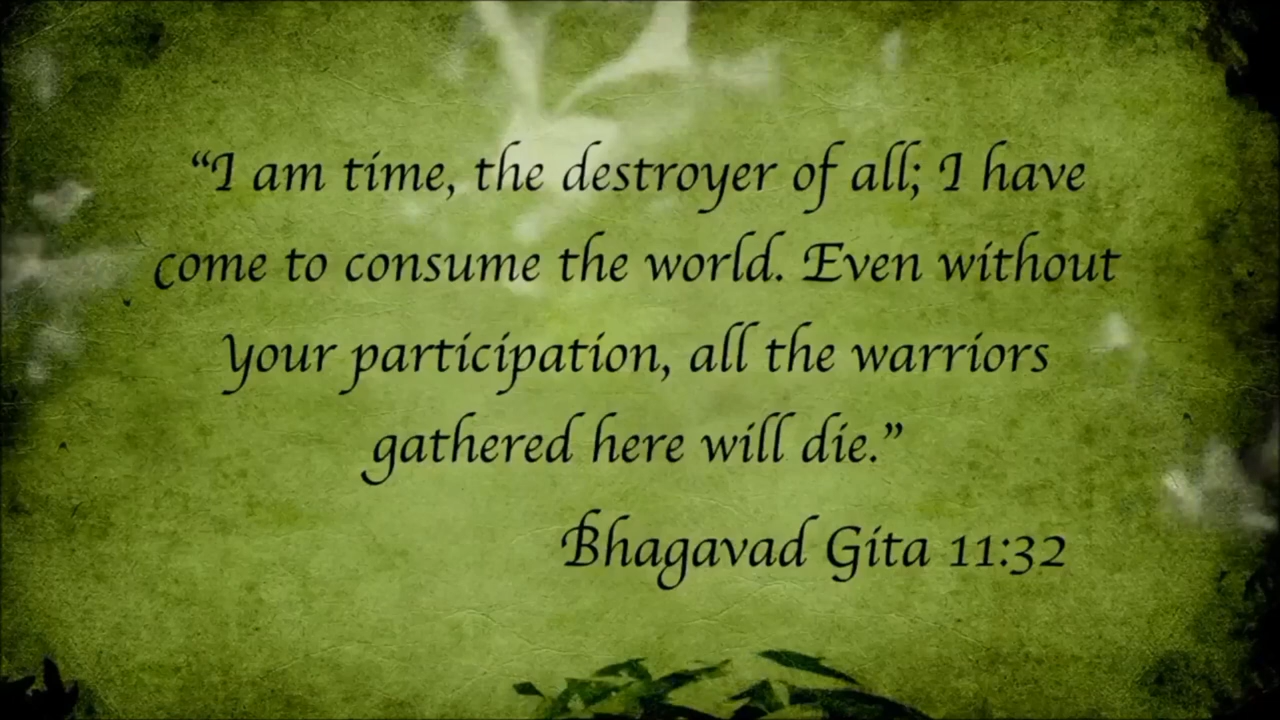 “I am time, the destroyer of all; I have
come to consume the world. Even without
your participation, all the warriors
gathered here will die.”
Bhagavad Gita 11:32